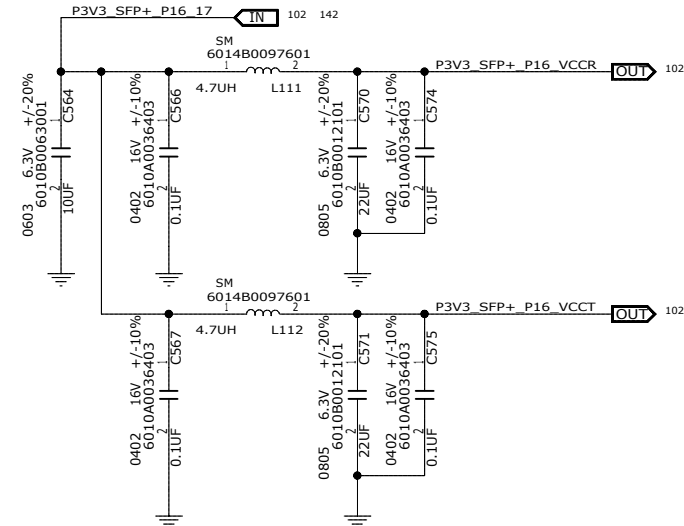 P3V3_SFP+_P16_17
IN
102 142
SM
6014B0097601
1 2
4.7UH L111
P3V3_SFP+_P16_VCCR
OUT
102
0603 6.3V +/-20%
6010B0063001
1 C564
2 10UF
0402 16V +/-10%
6010A0036403
1 C566
2 0.1UF
0805 6.3V +/-20%
6010B0012101
1 C570
2 22UF
0402 16V +/-10%
6010A0036403
1 C574
2 0.1UF
SM
6014B0097601
1 2
4.7UH L112
P3V3_SFP+_P16_VCCT
OUT
102
0402 16V +/-10%
6010A0036403
1 C567
2 0.1UF
0805 6.3V +/-20%
6010B0012101
1 C571
2 22UF
0402 16V +/-10%
6010A0036403
1 C575
2 0.1UF